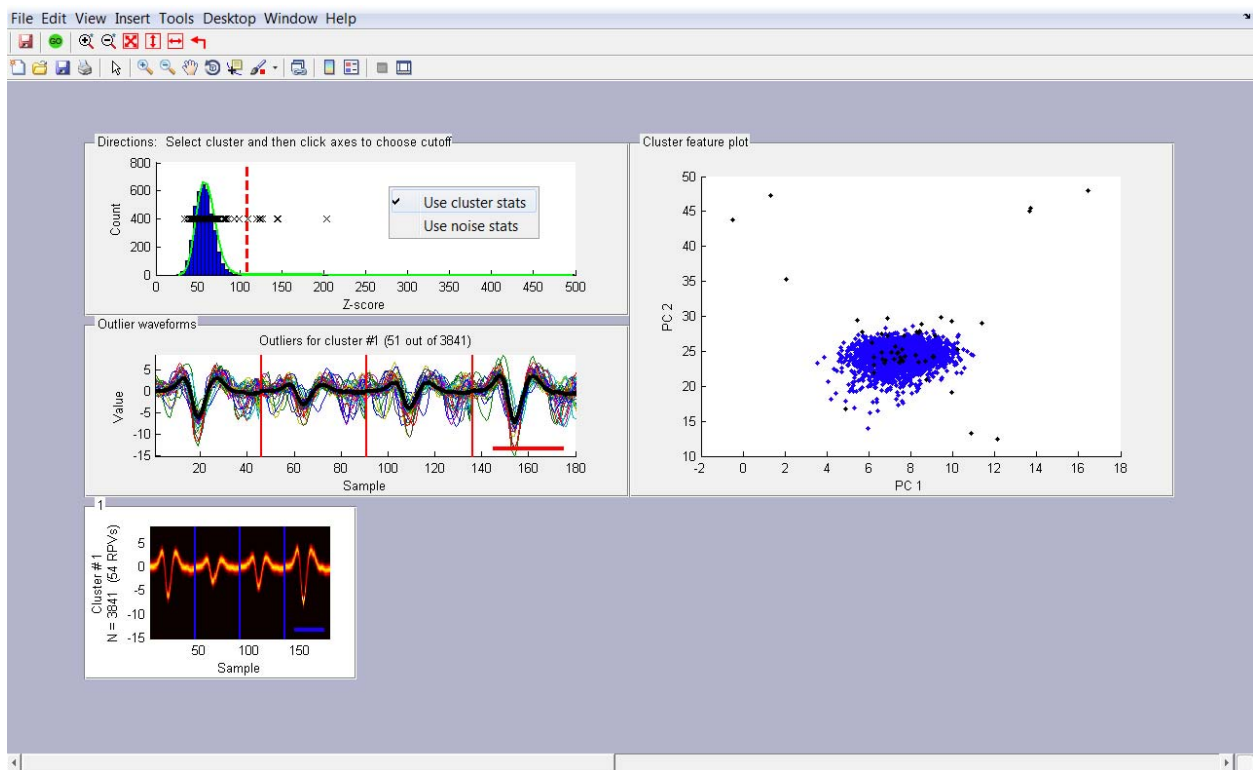 File Edit View Insert Tools Desktop Window Help
GO
Directions: Select cluster and then click axes to choose cutoff
800
600
400
200
0
Count
0 50 100 150 200 250 300 350 400 450 500
Z-score
Use cluster stats
Use noise stats
Outlier waveforms
Outliers for cluster #1 (51 out of 3841)
5
0
-5
-10
-15
Value
20 40 60 80 100 120 140 160 180
Sample
Cluster feature plot
50
45
40
35
30
25
20
15
10
PC 2
-2 0 2 4 6 8 10 12 14 16 18
PC 1
1
Cluster #1
N = 3841 (54 RPVs)
5
0
-5
-10
-15
50 100 150
Sample